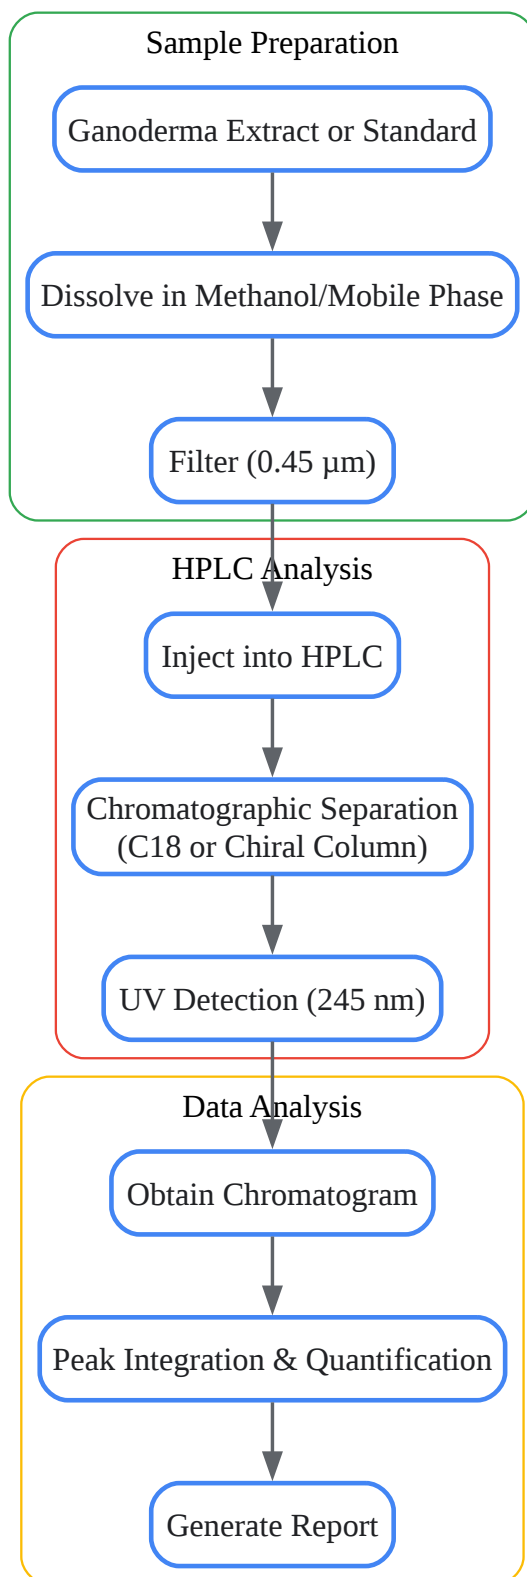 Sample Preparation
Ganoderma Extract or Standard
Dissolve in Methanol/Mobile Phase
Filter (0.45 µm)
HPLC Analysis
Inject into HPLC
Chromatographic Separation
(C18 or Chiral Column)
UV Detection (245 nm)
Data Analysis
Obtain Chromatogram
Peak Integration & Quantification
Generate Report